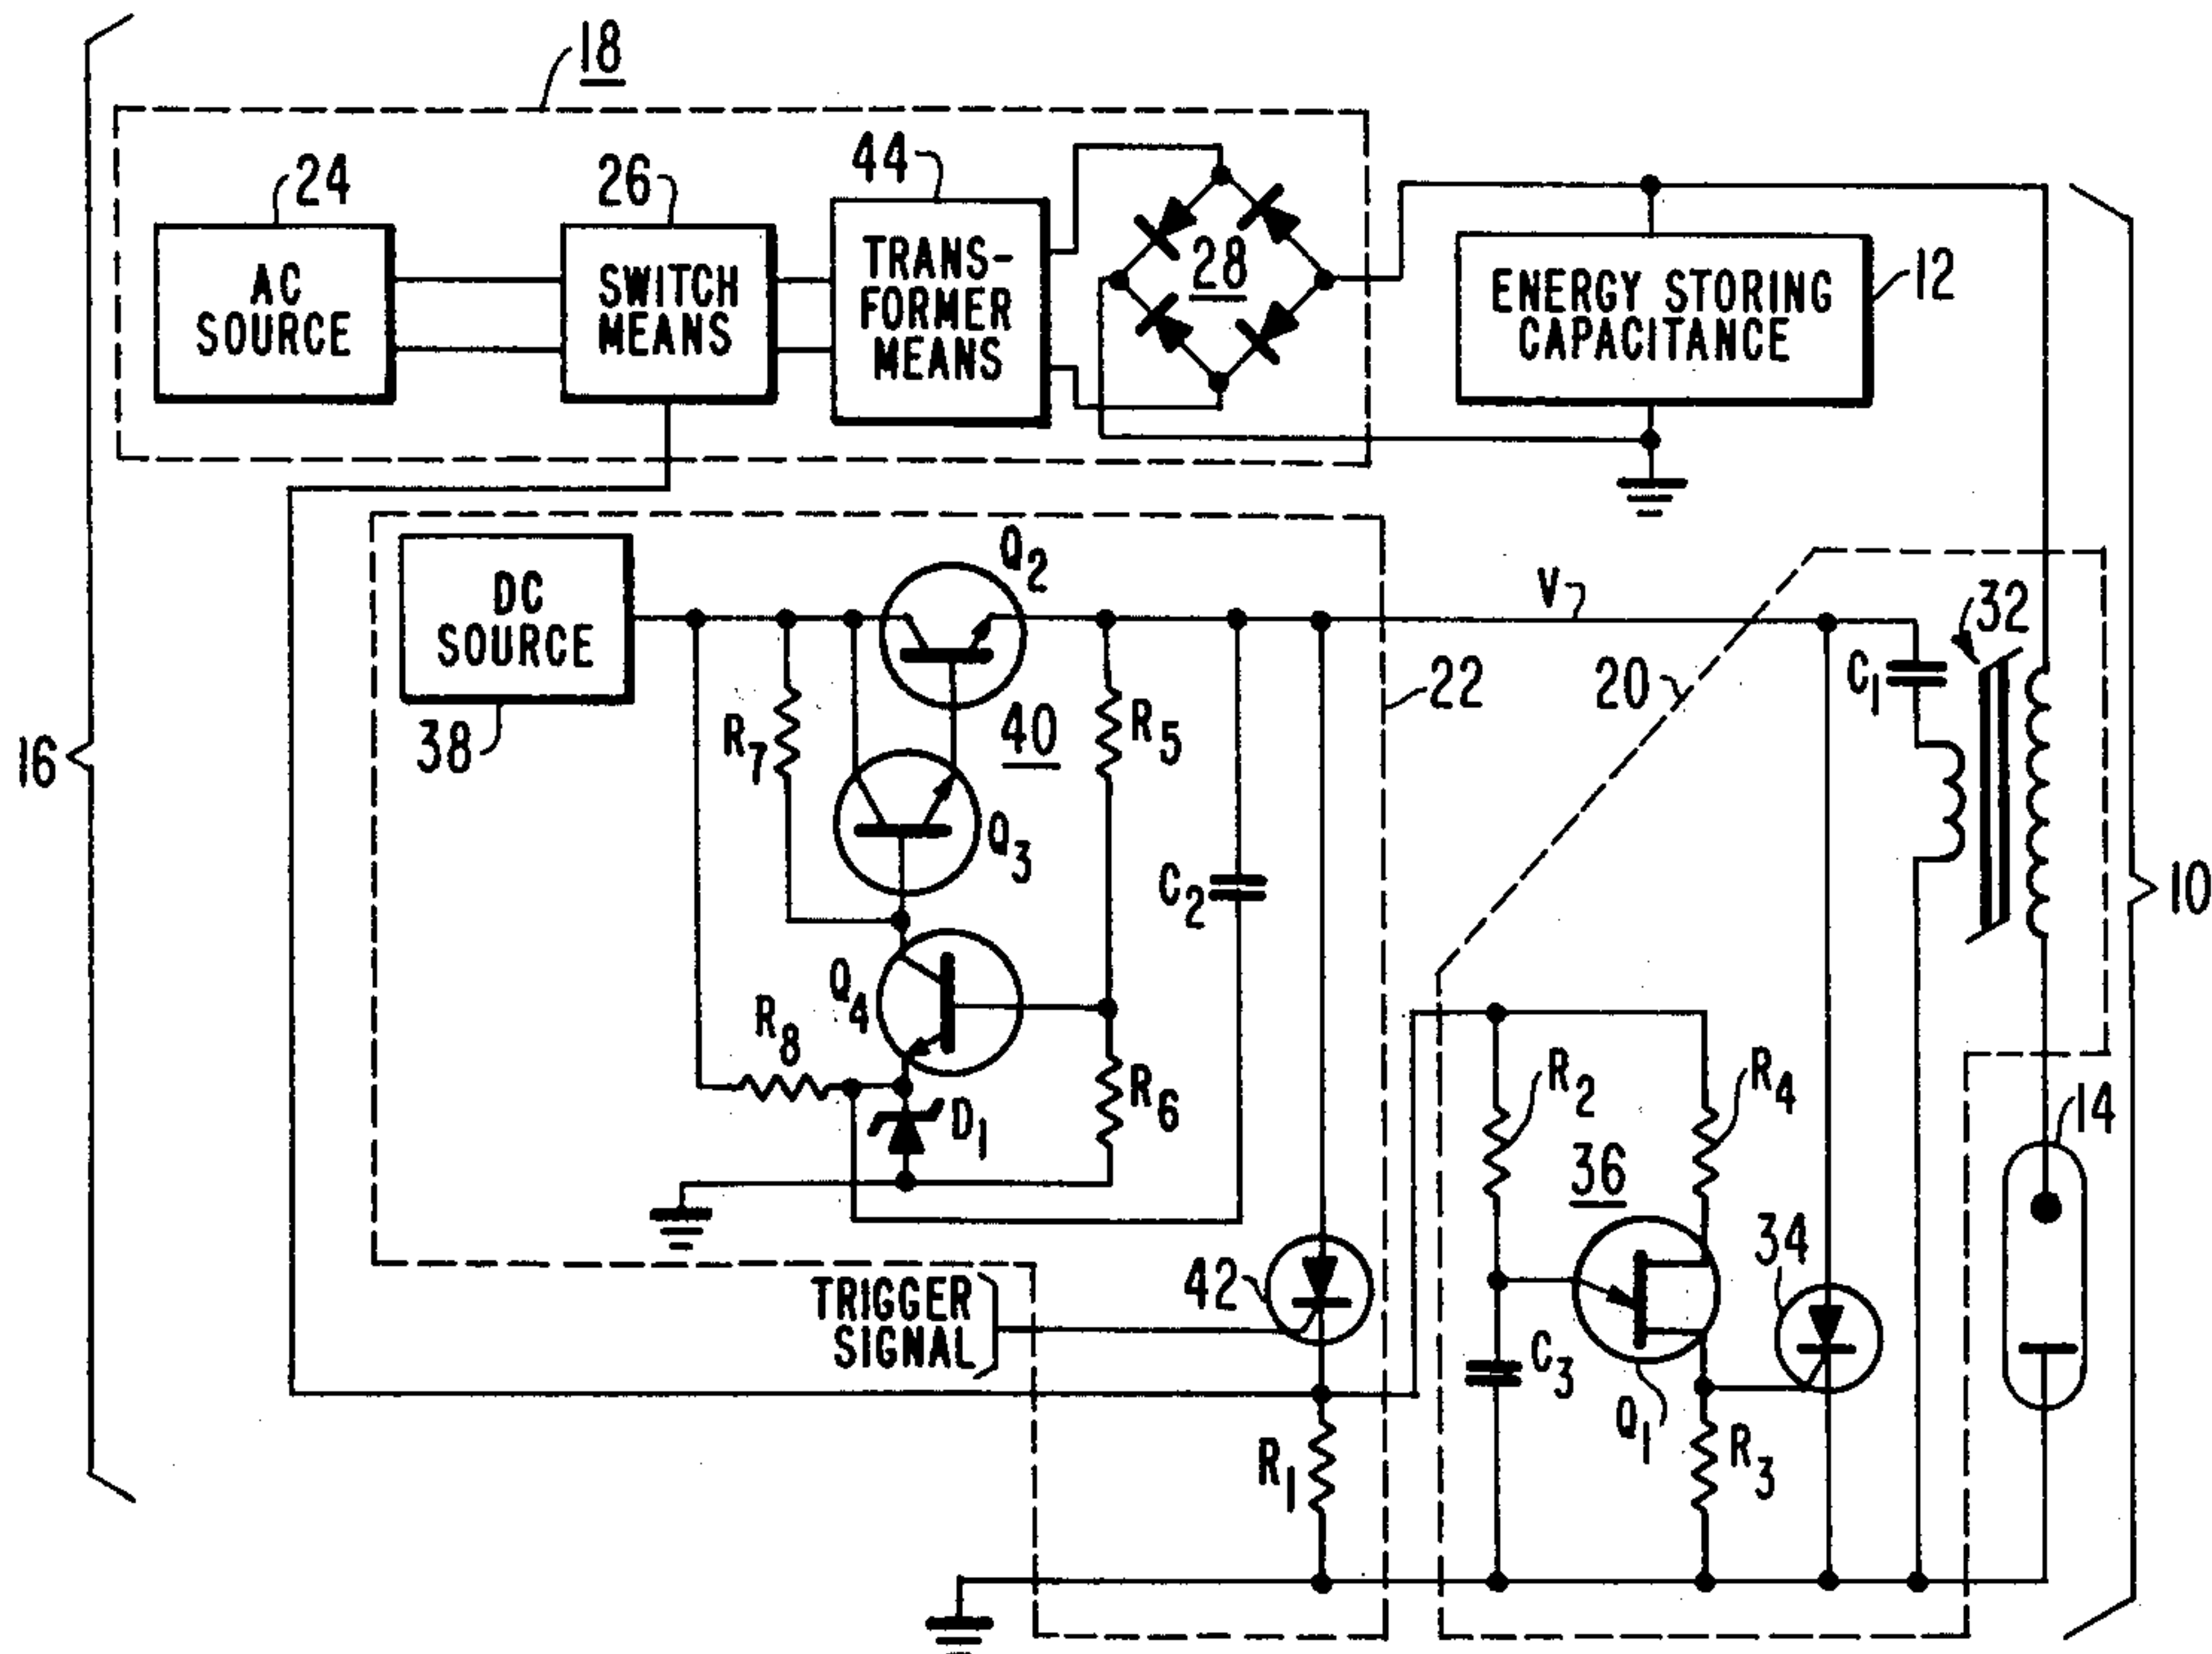 18
24
26
44
AC
SOURCE
SWITCH
MEANS
TRANS-
FORMER
MEANS
28
ENERGY STORING
CAPACITANCE
12
DC
SOURCE
38
Q2
V
32
C1
22
20
R7
40
R5
16
Q3
C2
10
Q4
R8
R6
D1
R2
R4
14
36
34
42
TRIGGER
SIGNAL
C3
Q1
R3
R1